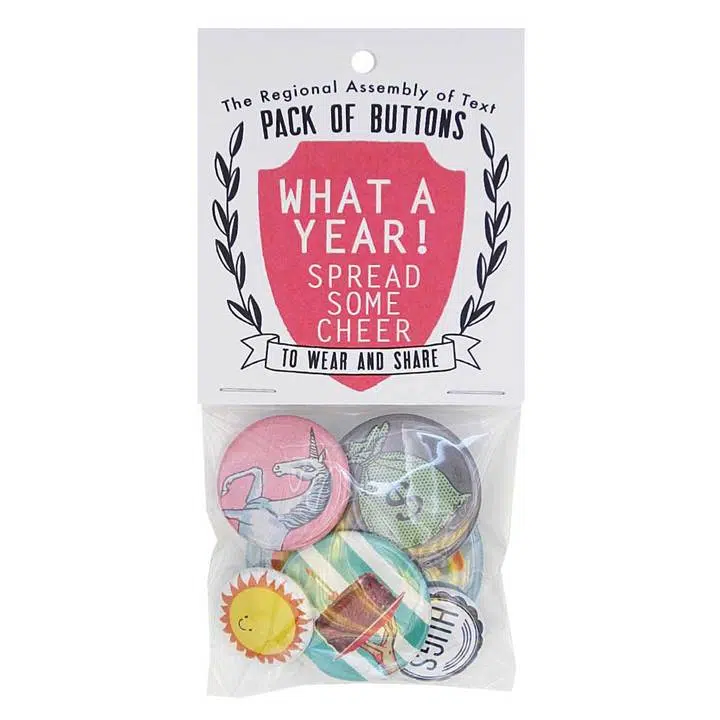 The Regional Assembly of Text
PACK OF BUTTONS
WHAT A
YEAR!
SPREAD
SOME
CHEER
TO WEAR AND SHARE
$
HUGS